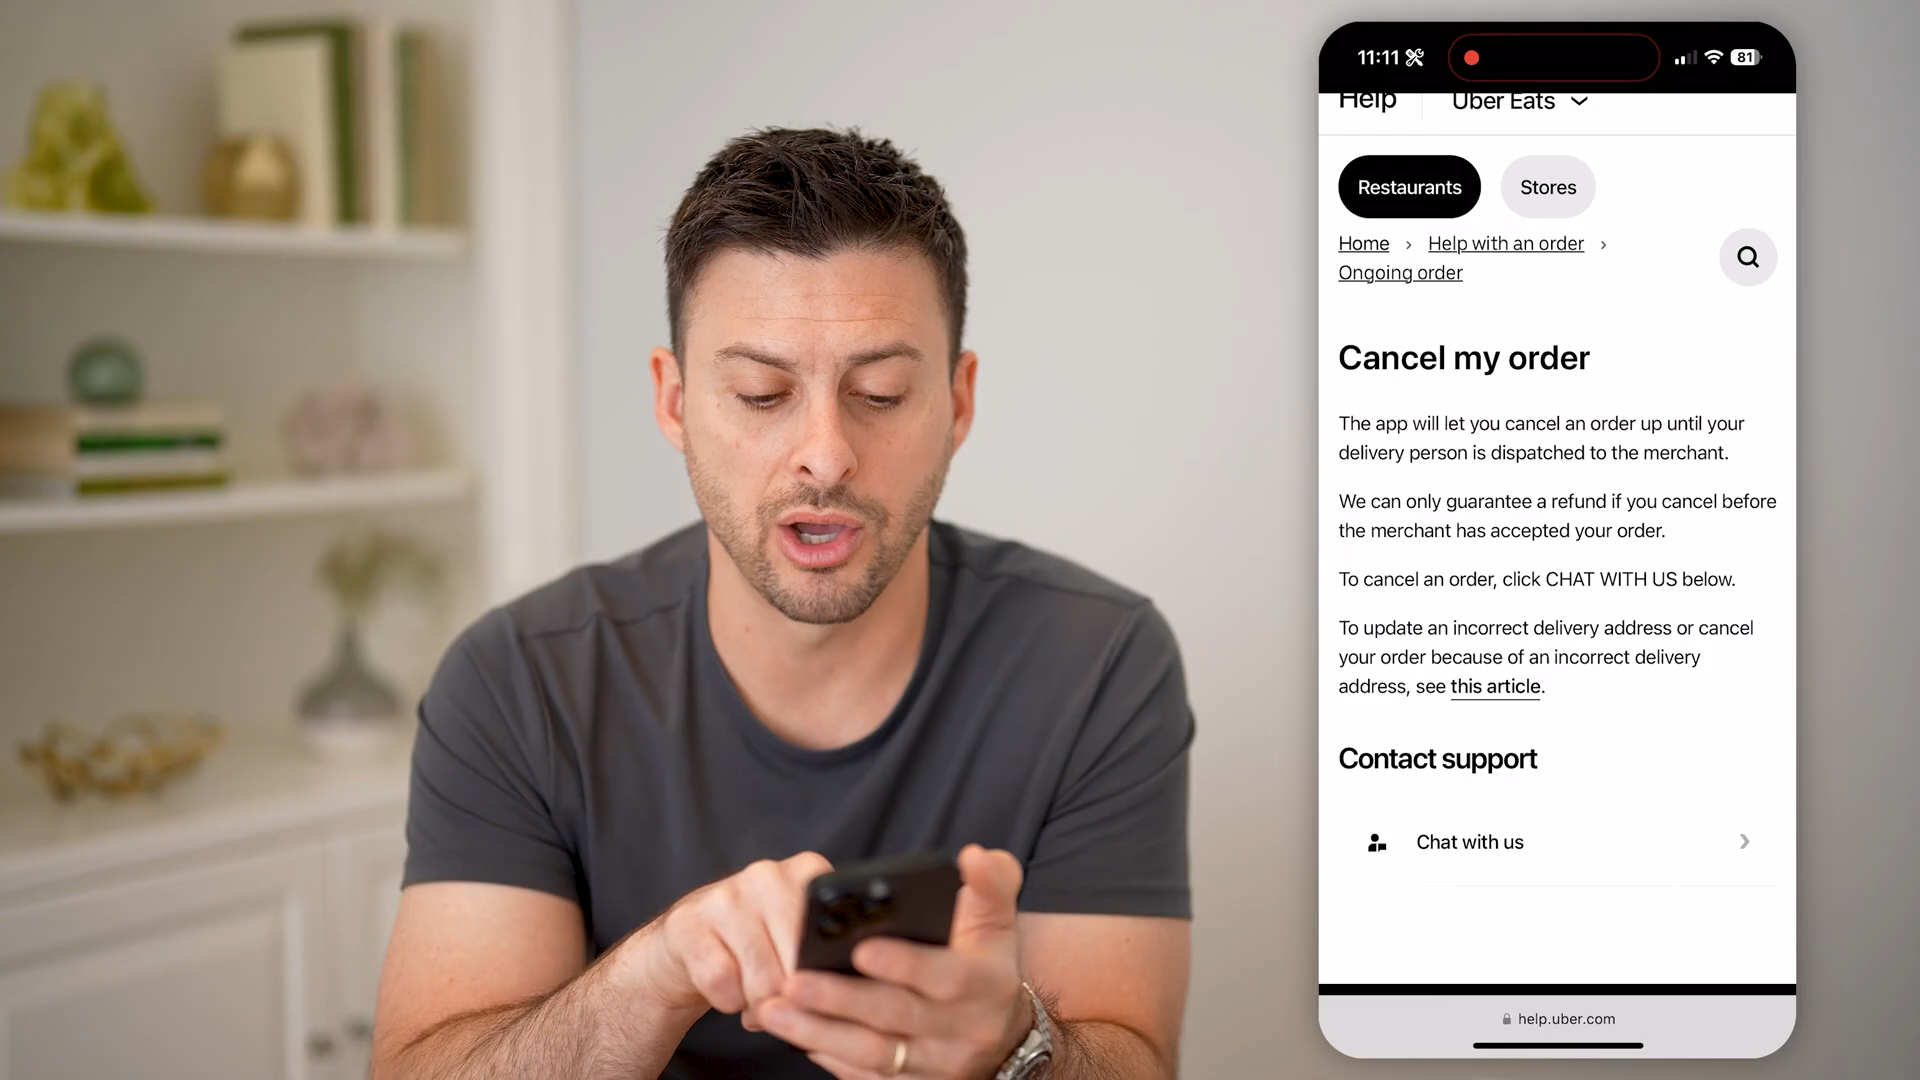 11:11
81
Help
Uber Eats
Restaurants
Stores
Home › Help with an order ›
Ongoing order
Cancel my order
The app will let you cancel an order up until your
delivery person is dispatched to the merchant.
We can only guarantee a refund if you cancel before
the merchant has accepted your order.
To cancel an order, click CHAT WITH US below.
To update an incorrect delivery address or cancel
your order because of an incorrect delivery
address, see this article.
Contact support
Chat with us
help.uber.com